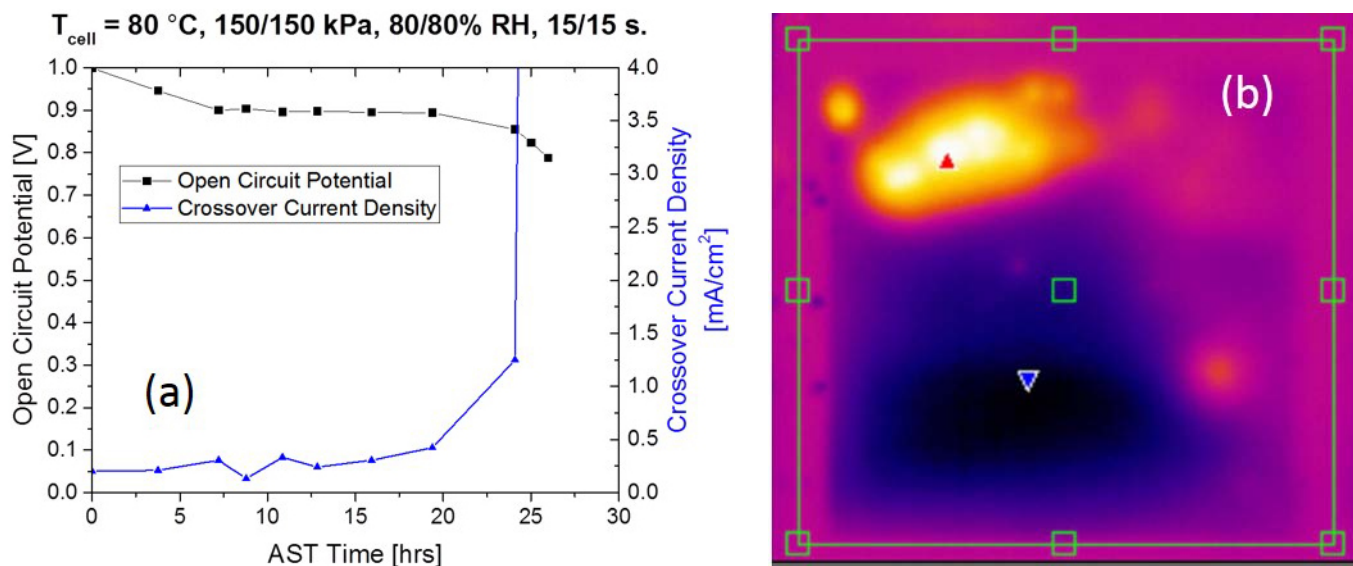 T_cell = 80 °C, 150/150 kPa, 80/80% RH, 15/15 s.
1.0
0.9
0.8
0.7
0.6
0.5
0.4
0.3
0.2
0.1
0.0
Open Circuit Potential [V]
Open Circuit Potential
Crossover Current Density
(a)
4.0
3.5
3.0
2.5
2.0
1.5
1.0
0.5
0.0
Crossover Current Density
[mA/cm²]
0 5 10 15 20 25 30
AST Time [hrs]
(b)